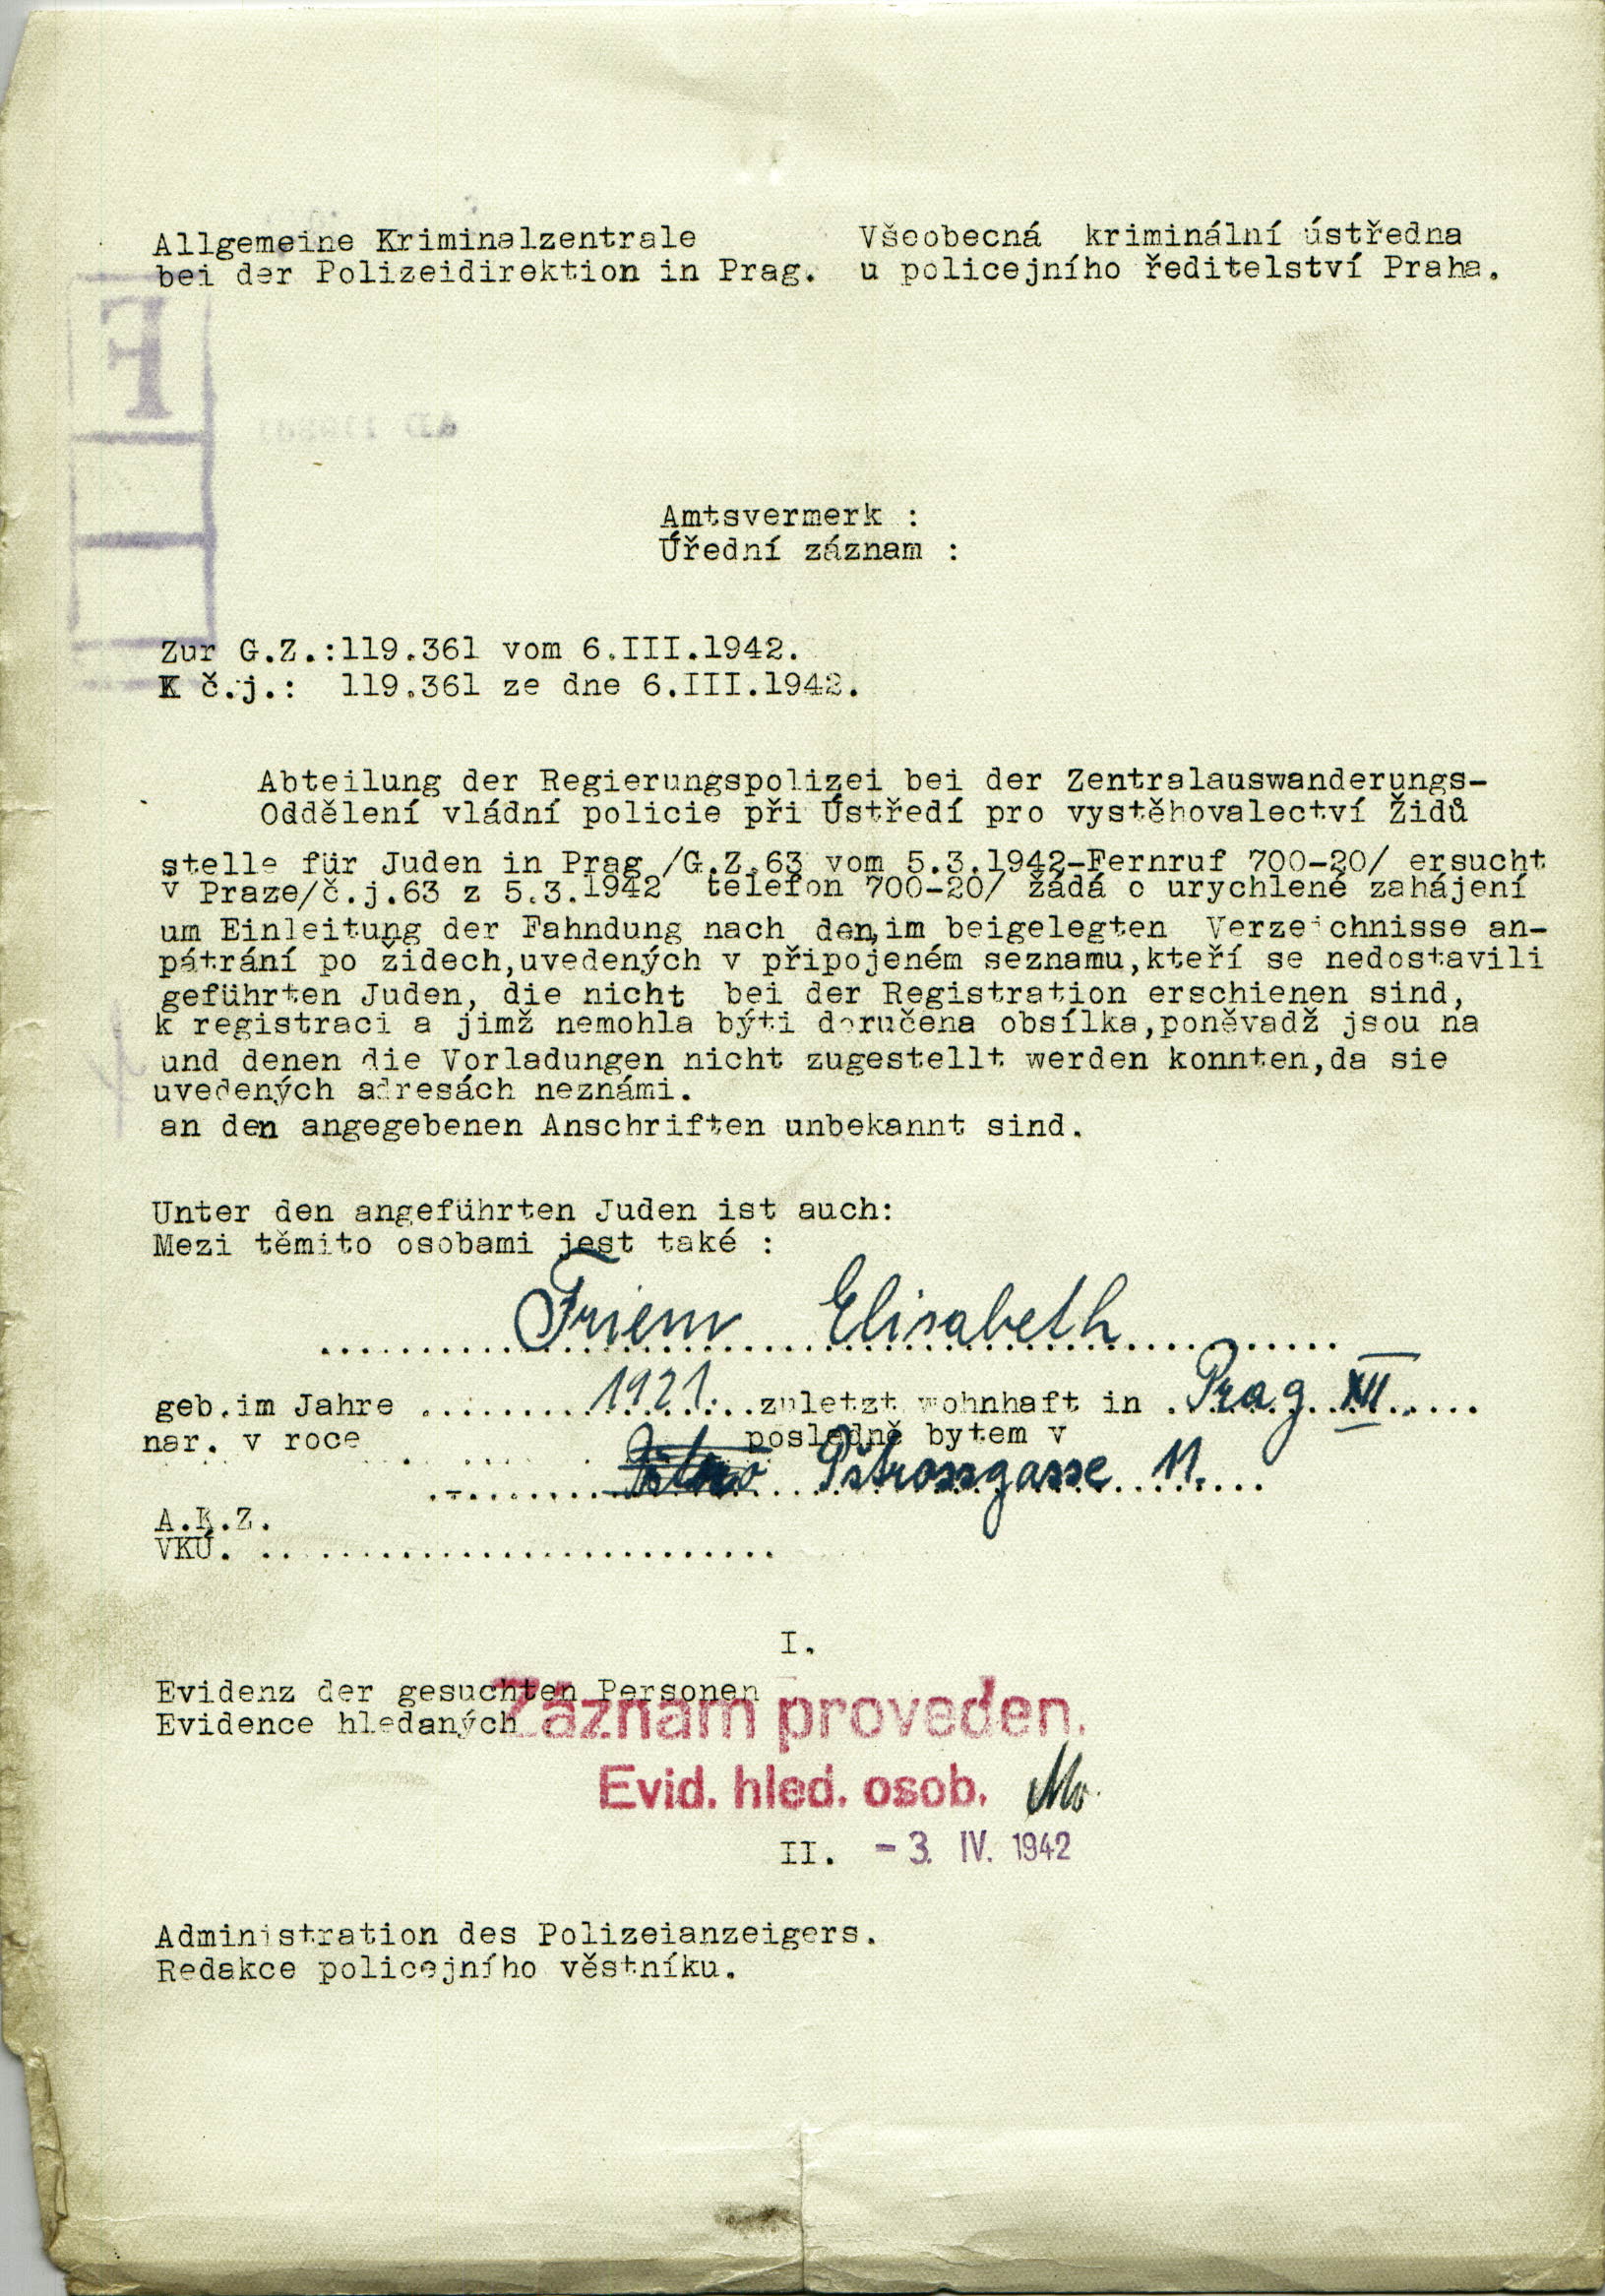 Allgemeine Kriminalzentrale Všeobecná kriminální ústředna
bei der Polizeidirektion in Prag. u policejního ředitelství Praha.
F
Amtsvermerk :
Úřední záznam :
Zur G.Z.:119.361 vom 6.III.1942.
K č.j.: 119.361 ze dne 6.III.1942.
Abteilung der Regierungspolizei bei der Zentralauswanderungs-
Oddělení vládní policie při Ústředí pro vystěhovalectví Židů
stelle für Juden in Prag /G.Z.63 vom 5.3.1942-Fernruf 700-20/ ersucht
v Praze/č.j.63 z 5.3.1942 telefon 700-20/ žádá o urychlené zahájení
um Einleitung der Fahndung nach den,im beigelegten Verzeichnisse an-
pátrání po židech,uvedených v připojeném seznamu,kteří se nedostavili
geführten Juden, die nicht bei der Registration erschienen sind,
k registraci a jimž nemohla býti doručena obsílka,poněvadž jsou na
und denen die Vorladungen nicht zugestellt werden konnten,da sie
uvedených adresách neznámi.
an den angegebenen Anschriften unbekannt sind.
Unter den angeführten Juden ist auch:
Mezi těmito osobami jest také :
Friem Elisabeth
geb.im Jahre 1921. zuletzt wohnhaft in Prag XII
nar. v roce posledně bytem v
Pštrossgasse 11.
A.K.Z.
VKÚ.
I.
Evidenz der gesuchten Personen
Evidence hledaných
Záznam proveden.
Evid. hled. osob.
II. - 3. IV. 1942
Administration des Polizeianzeigers.
Redakce policejního věstníku.